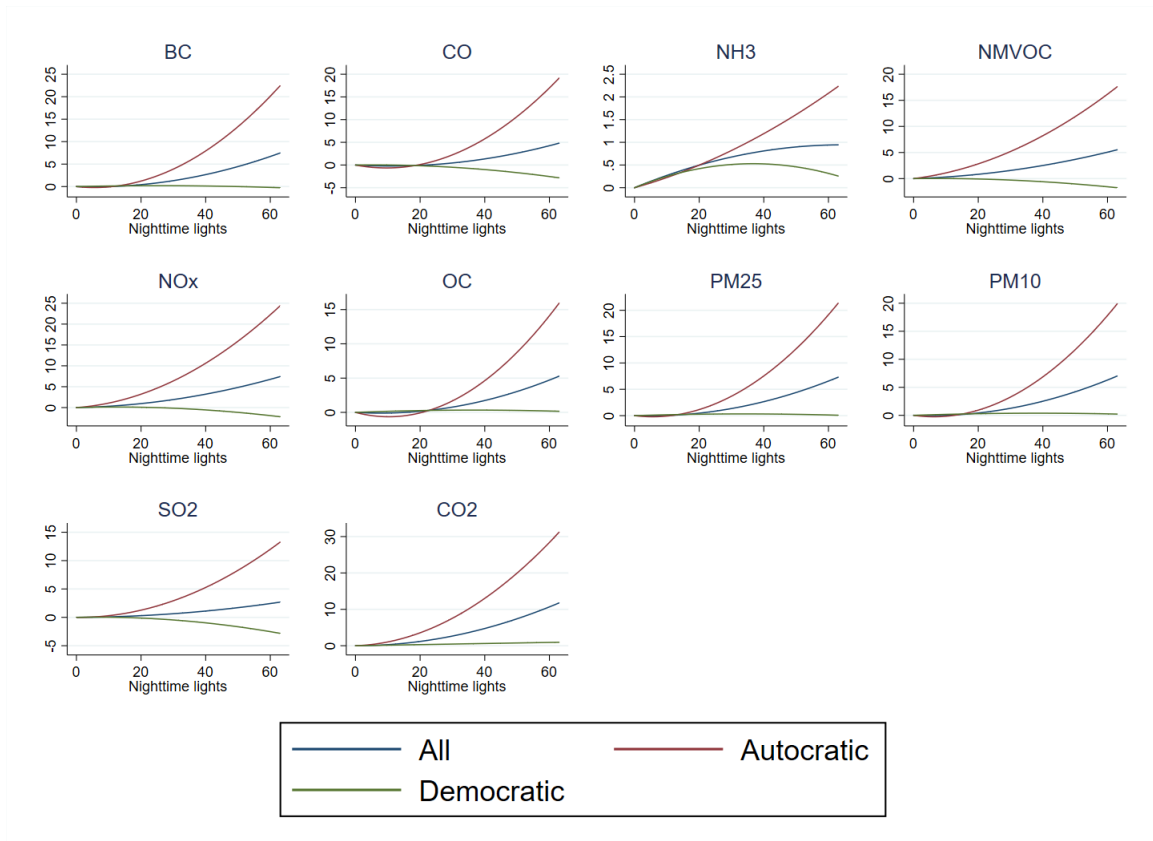 BC
CO
NH3
NMVOC
0 5 10 15 20 25
-5 0 5 10 15 20
0 .5 1 1.5 2 2.5
0 5 10 15 20
0 20 40 60
0 20 40 60
0 20 40 60
0 20 40 60
Nighttime lights
Nighttime lights
Nighttime lights
Nighttime lights
NOx
OC
PM25
PM10
0 5 10 15 20 25
0 5 10 15
0 5 10 15 20
0 5 10 15 20
0 20 40 60
0 20 40 60
0 20 40 60
0 20 40 60
Nighttime lights
Nighttime lights
Nighttime lights
Nighttime lights
SO2
CO2
-5 0 5 10 15
0 10 20 30
0 20 40 60
0 20 40 60
Nighttime lights
Nighttime lights
All
Autocratic
Democratic